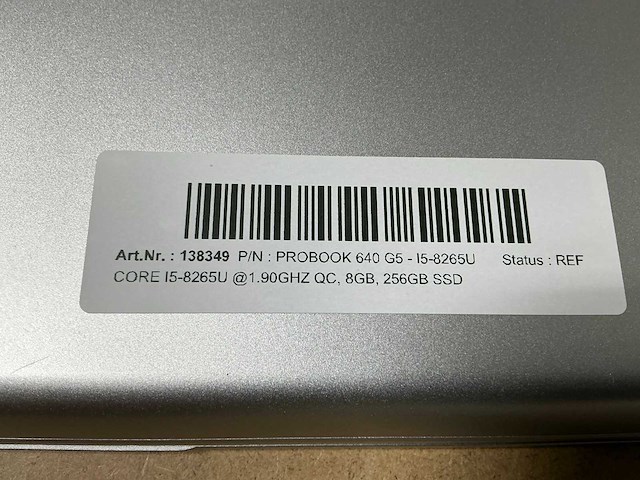 Art.Nr. : 138349 P/N : PROBOOK 640 G5 - I5-8265U Status : REF
CORE I5-8265U @1.90GHZ QC, 8GB, 256GB SSD